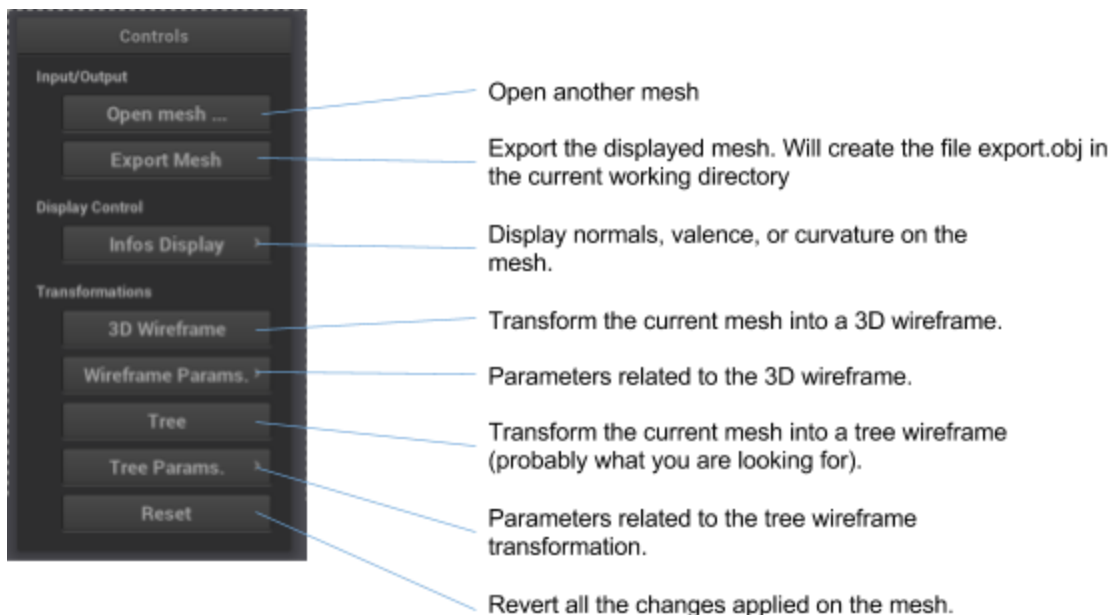 Controls
Input/Output
Open mesh ...
Open another mesh
Export Mesh
Export the displayed mesh. Will create the file export.obj in
the current working directory
Display Control
Infos Display
Display normals, valence, or curvature on the
mesh.
Transformations
3D Wireframe
Transform the current mesh into a 3D wireframe.
Wireframe Params.
Parameters related to the 3D wireframe.
Tree
Transform the current mesh into a tree wireframe
(probably what you are looking for).
Tree Params.
Parameters related to the tree wireframe
transformation.
Reset
Revert all the changes applied on the mesh.